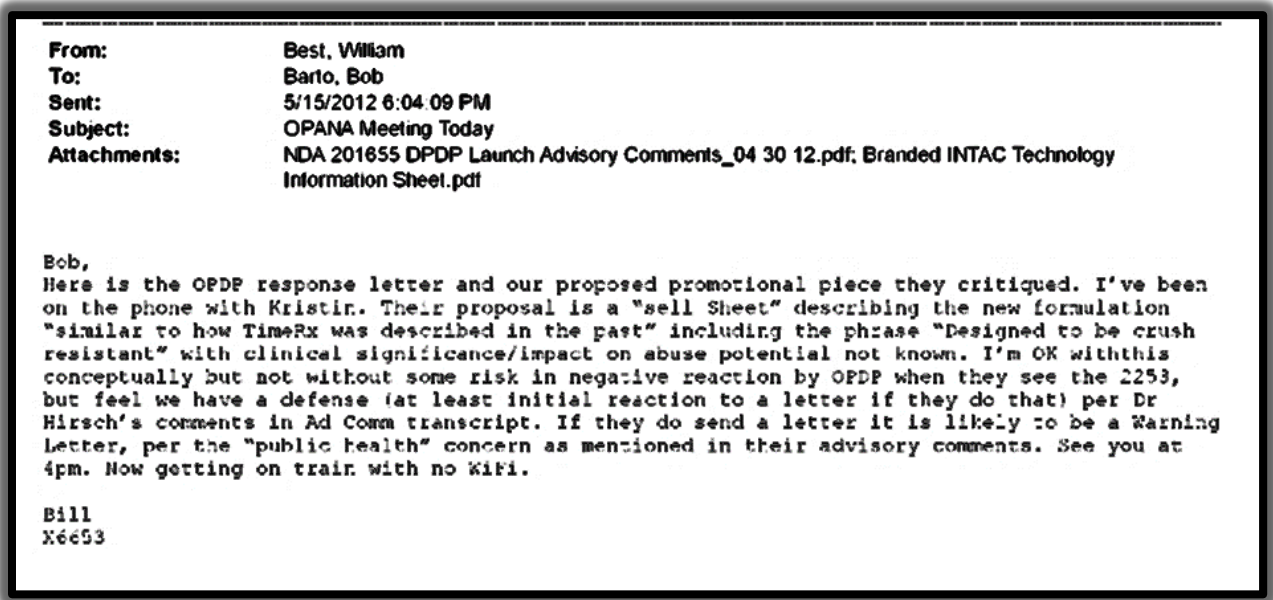 From: Best, William
To: Barto, Bob
Sent: 5/15/2012 6:04:09 PM
Subject: OPANA Meeting Today
Attachments: NDA 201655 DPDP Launch Advisory Comments_04 30 12.pdf; Branded INTAC Technology
Information Sheet.pdf
Bob,
Here is the OPDP response letter and our proposed promotional piece they critiqued. I've been
on the phone with Kristin. Their proposal is a "sell Sheet" describing the new formulation
"similar to how TimeRx was described in the past" including the phrase "Designed to be crush
resistant" with clinical significance/impact on abuse potential not known. I'm OK withthis
conceptually but not without some risk in negative reaction by OPDP when they see the 2253,
but feel we have a defense (at least initial reaction to a letter if they do that) per Dr
Hirsch's comments in Ad Comm transcript. If they do send a letter it is likely to be a Warning
Letter, per the "public health" concern as mentioned in their advisory comments. See you at
4pm. Now getting on train with no WiFi.
Bill